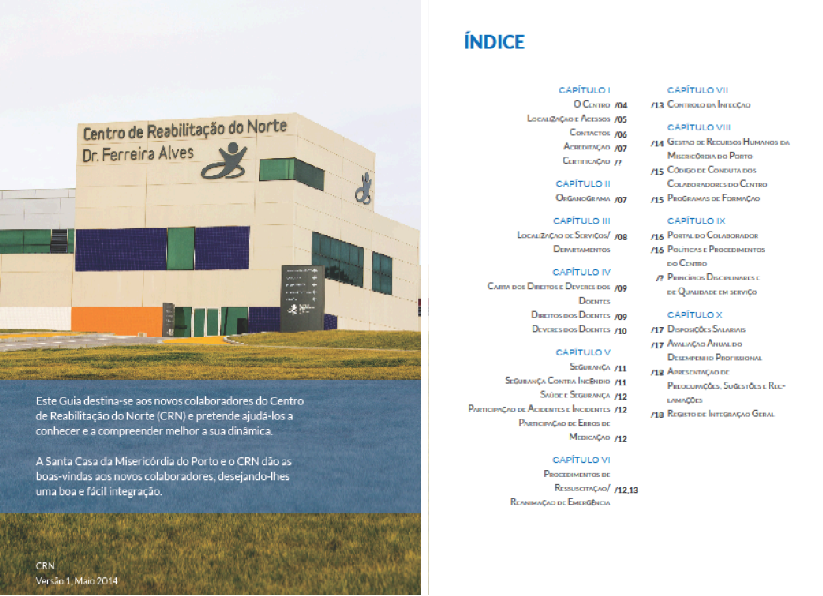 Centro de Reabilitação do Norte
Dr. Ferreira Alves
Este Guia destina-se aos novos colaboradores do Centro
de Reabilitação do Norte (CRN) e pretende ajudá-los a
conhecer e a compreender melhor a sua dinâmica.
A Santa Casa da Misericórdia do Porto e o CRN dão as
boas-vindas aos novos colaboradores, desejando-lhes
uma boa e fácil integração.
CRN
Versão 1, Maio 2014
ÍNDICE
CAPÍTULO I
O Centro /04
Localização e Acessos /05
Contactos /06
Acreditação /07
Certificação /?
CAPÍTULO II
Organograma /07
CAPÍTULO III
Localização de Serviços/ /08
Departamentos
CAPÍTULO IV
Carta dos Direitos e Deveres dos /09
Doentes
Direitos dos Doentes /09
Deveres dos Doentes /10
CAPÍTULO V
Segurança /11
Segurança Contra Incêndio /11
Saúde e Segurança /12
Participação de Acidentes e Incidentes /12
Participação de Erros de
Medicação /12
CAPÍTULO VI
Procedimentos de
Ressuscitação/ /12,13
Reanimação de Emergência
CAPÍTULO VII
/13 Controlo da Infecção
CAPÍTULO VIII
/14 Gestão de Recursos Humanos da
Misericórdia do Porto
/15 Código de Conduta dos
Colaboradores do Centro
/15 Programas de Formação
CAPÍTULO IX
/16 Portal do Colaborador
/16 Políticas e Procedimentos
do Centro
/? Princípios Disciplinares e
de Qualidade em serviço
CAPÍTULO X
/17 Disposições Salariais
/17 Avaliação Anual do
Desempenho Profissional
/18 Apresentação de
Preocupações, Sugestões e Rec-
lamações
/18 Registo de Integração Geral